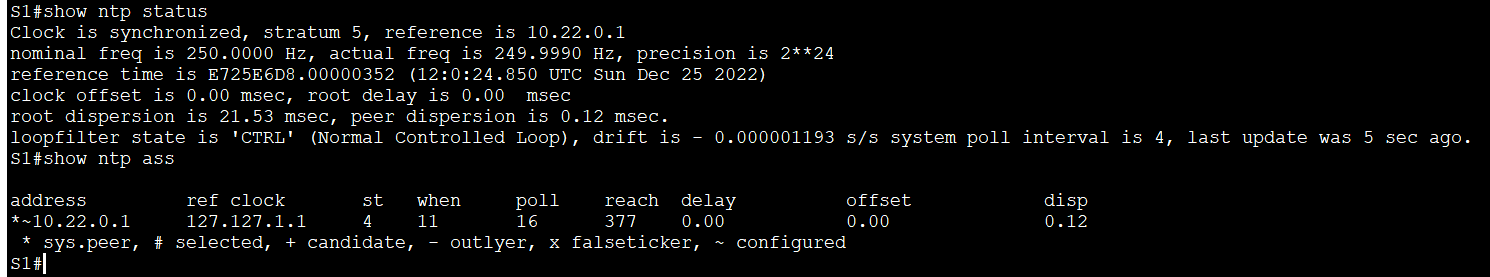 S1#show ntp status
Clock is synchronized, stratum 5, reference is 10.22.0.1
nominal freq is 250.0000 Hz, actual freq is 249.9990 Hz, precision is 2**24
reference time is E725E6D8.00000352 (12:0:24.850 UTC Sun Dec 25 2022)
clock offset is 0.00 msec, root delay is 0.00  msec
root dispersion is 21.53 msec, peer dispersion is 0.12 msec.
loopfilter state is 'CTRL' (Normal Controlled Loop), drift is - 0.000001193 s/s system poll interval is 4, last update was 5 sec ago.
S1#show ntp ass
address         ref clock       st   when     poll    reach  delay          offset            disp
*~10.22.0.1     127.127.1.1     4    11       16      377    0.00           0.00              0.12
 * sys.peer, # selected, + candidate, - outlyer, x falseticker, ~ configured
S1#